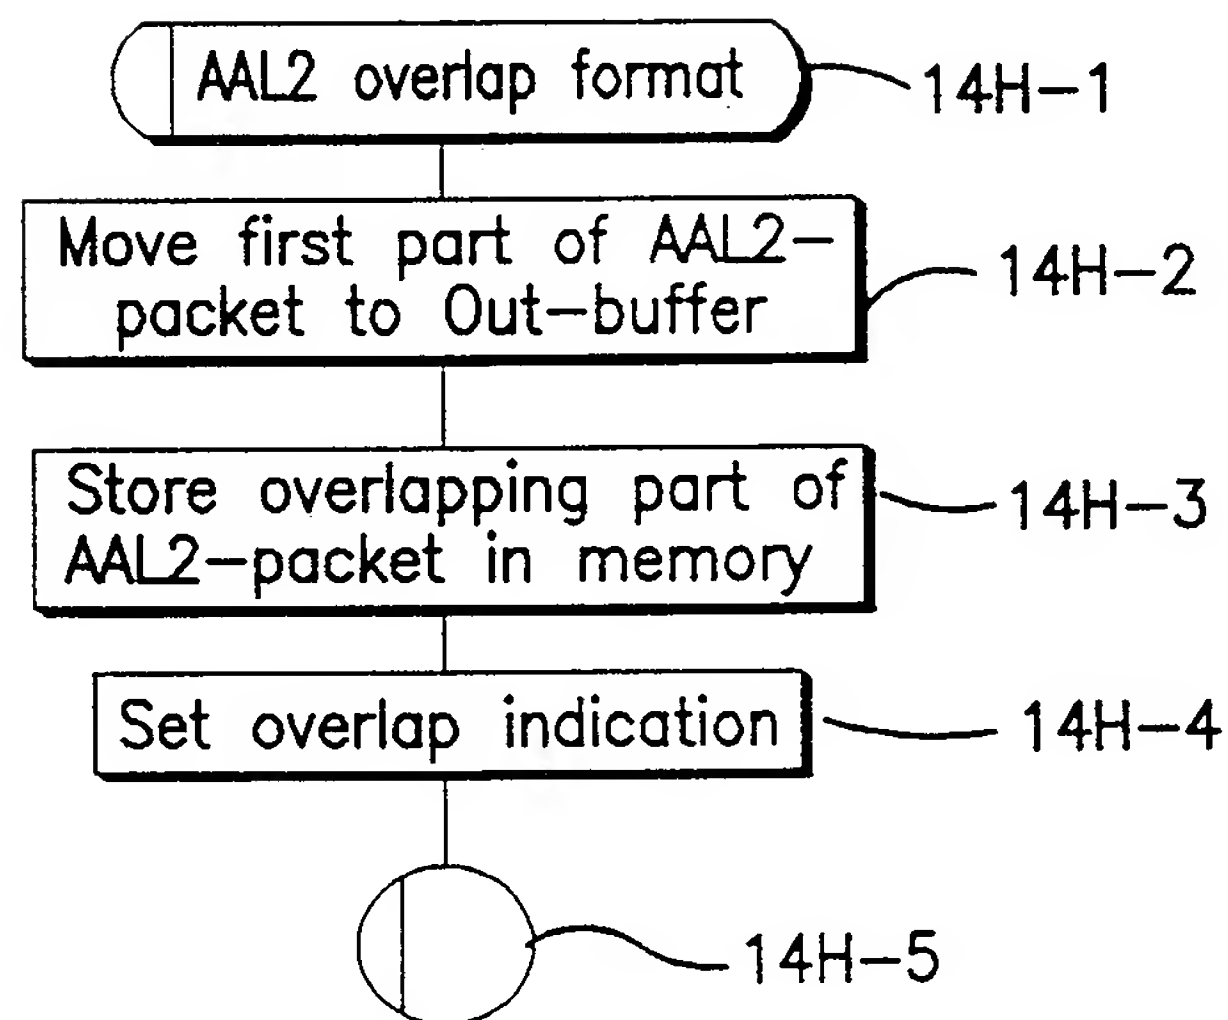 AAL2 overlap format
14H-1
Move first part of AAL2-
packet to Out-buffer
14H-2
Store overlapping part of
AAL2-packet in memory
14H-3
Set overlap indication
14H-4
14H-5